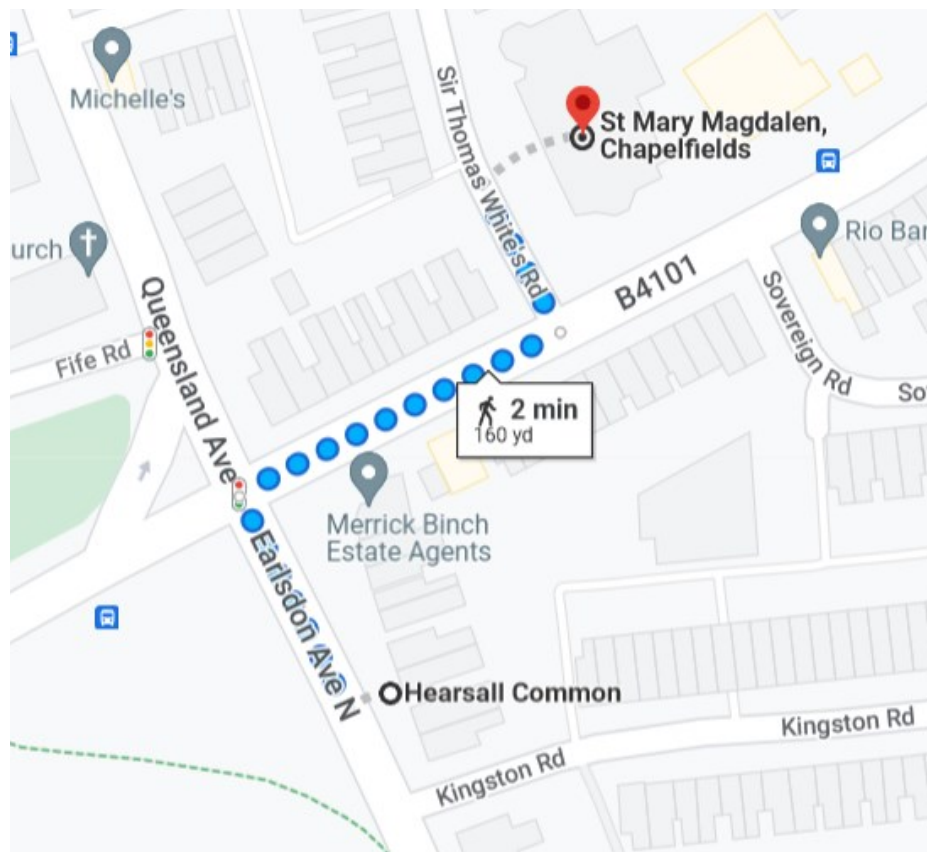 Michelle's
Sir Thomas White's Rd
St Mary Magdalen,
Chapelfields
urch
Rio Bar
B4101
Queensland Ave
Fife Rd
Sovereign Rd
So
2 min
160 yd
Merrick Binch
Estate Agents
Earlsdon Ave N
Hearsall Common
Kingston Rd
Kingston Rd